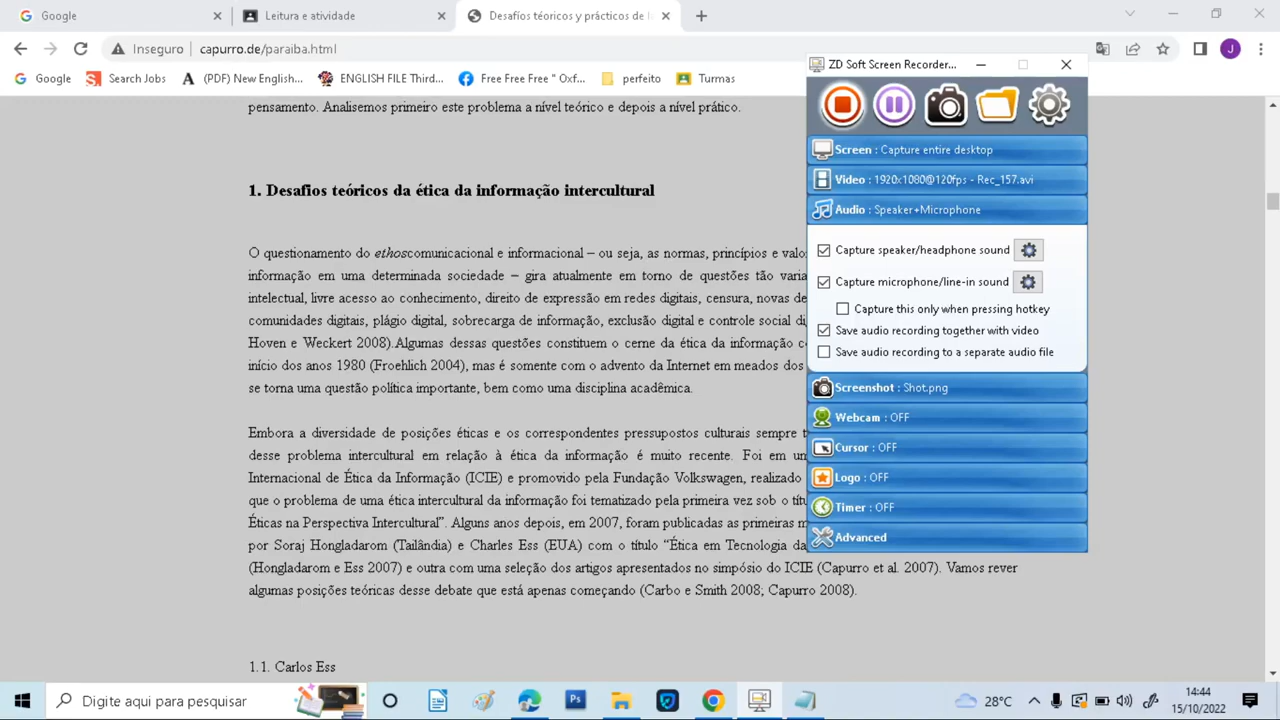 Google
Leitura e atividade
Desafíos téoricos y prácticos de l
Inseguro
capurro.de/paraiba.html
J
Google
Search Jobs
(PDF) New English...
ENGLISH FILE Third...
Free Free Free " Oxf...
perfeito
Turmas
pensamento. Analisemos primeiro este problema a nível teórico e depois a nível prático.
1. Desafios teóricos da ética da informação intercultural
O questionamento do ethoscomunicacional e informacional – ou seja, as normas, princípios e valo
informação em uma determinada sociedade – gira atualmente em torno de questões tão varia
intelectual, livre acesso ao conhecimento, direito de expressão em redes digitais, censura, novas de
comunidades digitais, plágio digital, sobrecarga de informação, exclusão digital e controle social di
Hoven e Weckert 2008).Algumas dessas questões constituem o cerne da ética da informação co
início dos anos 1980 (Froehlich 2004), mas é somente com o advento da Internet em meados dos
se torna uma questão política importante, bem como uma disciplina acadêmica.
Embora a diversidade de posições éticas e os correspondentes pressupostos culturais sempre t
desse problema intercultural em relação à ética da informação é muito recente. Foi em um
Internacional de Ética da Informação (ICIE) e promovido pela Fundação Volkswagen, realizado
que o problema de uma ética intercultural da informação foi tematizado pela primeira vez sob o títu
Éticas na Perspectiva Intercultural”. Alguns anos depois, em 2007, foram publicadas as primeiras m
por Soraj Hongladarom (Tailândia) e Charles Ess (EUA) com o título “Ética em Tecnologia da
(Hongladarom e Ess 2007) e outra com uma seleção dos artigos apresentados no simpósio do ICIE (Capurro et al. 2007). Vamos rever
algumas posições teóricas desse debate que está apenas começando (Carbo e Smith 2008; Capurro 2008).
1.1. Carlos Ess
ZD Soft Screen Recorder...
Screen : Capture entire desktop
Video : 1920x1080@120fps - Rec_157.avi
Audio : Speaker+Microphone
Capture speaker/headphone sound
Capture microphone/line-in sound
Capture this only when pressing hotkey
Save audio recording together with video
Save audio recording to a separate audio file
Screenshot : Shot.png
Webcam : OFF
Cursor : OFF
Logo : OFF
Timer : OFF
Advanced
Digite aqui para pesquisar
Ps
28°C
14:44
15/10/2022